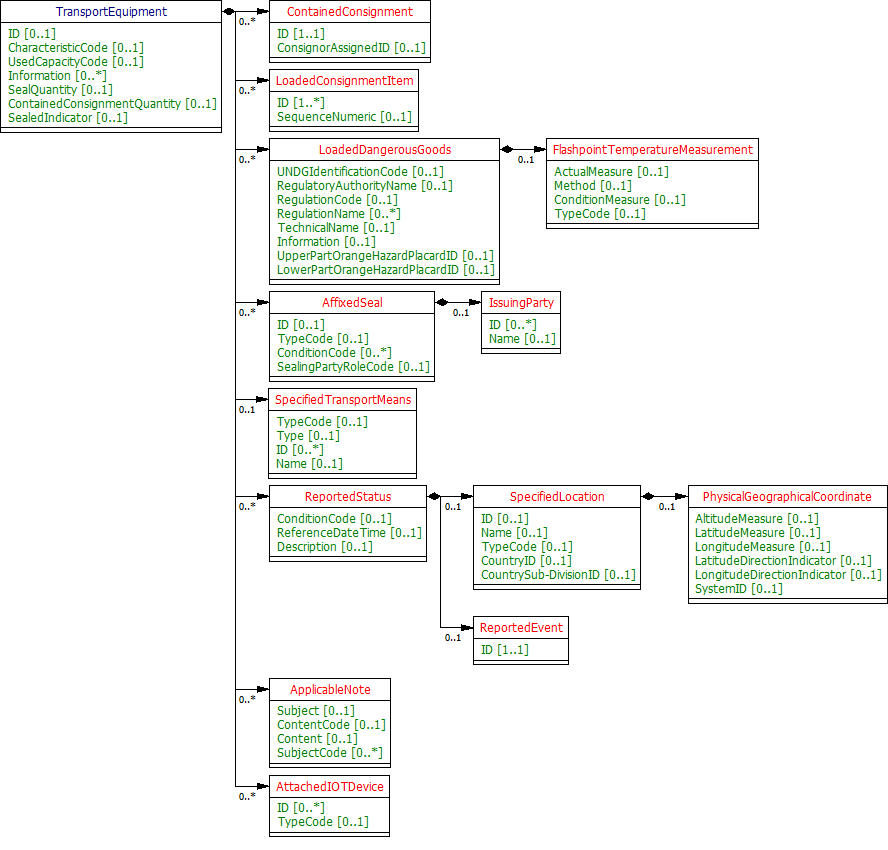 TransportEquipment
ID [0..1]
CharacteristicCode [0..1]
UsedCapacityCode [0..1]
Information [0..*]
SealQuantity [0..1]
ContainedConsignmentQuantity [0..1]
SealedIndicator [0..1]
0..*
ContainedConsignment
ID [1..1]
ConsignorAssignedID [0..1]
0..*
LoadedConsignmentItem
ID [1..*]
SequenceNumeric [0..1]
0..*
LoadedDangerousGoods
UNDGIdentificationCode [0..1]
RegulatoryAuthorityName [0..1]
RegulationCode [0..1]
RegulationName [0..*]
TechnicalName [0..1]
Information [0..1]
UpperPartOrangeHazardPlacardID [0..1]
LowerPartOrangeHazardPlacardID [0..1]
0..1
FlashpointTemperatureMeasurement
ActualMeasure [0..1]
Method [0..1]
ConditionMeasure [0..1]
TypeCode [0..1]
0..*
AffixedSeal
ID [0..1]
TypeCode [0..1]
ConditionCode [0..*]
SealingPartyRoleCode [0..1]
0..1
IssuingParty
ID [0..*]
Name [0..1]
0..1
SpecifiedTransportMeans
TypeCode [0..1]
Type [0..1]
ID [0..*]
Name [0..1]
0..*
ReportedStatus
ConditionCode [0..1]
ReferenceDateTime [0..1]
Description [0..1]
0..1
SpecifiedLocation
ID [0..1]
Name [0..1]
TypeCode [0..1]
CountryID [0..1]
CountrySub-DivisionID [0..1]
0..1
PhysicalGeographicalCoordinate
AltitudeMeasure [0..1]
LatitudeMeasure [0..1]
LongitudeMeasure [0..1]
LatitudeDirectionIndicator [0..1]
LongitudeDirectionIndicator [0..1]
SystemID [0..1]
0..1
ReportedEvent
ID [1..1]
0..*
ApplicableNote
Subject [0..1]
ContentCode [0..1]
Content [0..1]
SubjectCode [0..*]
0..*
AttachedIOTDevice
ID [0..*]
TypeCode [0..1]